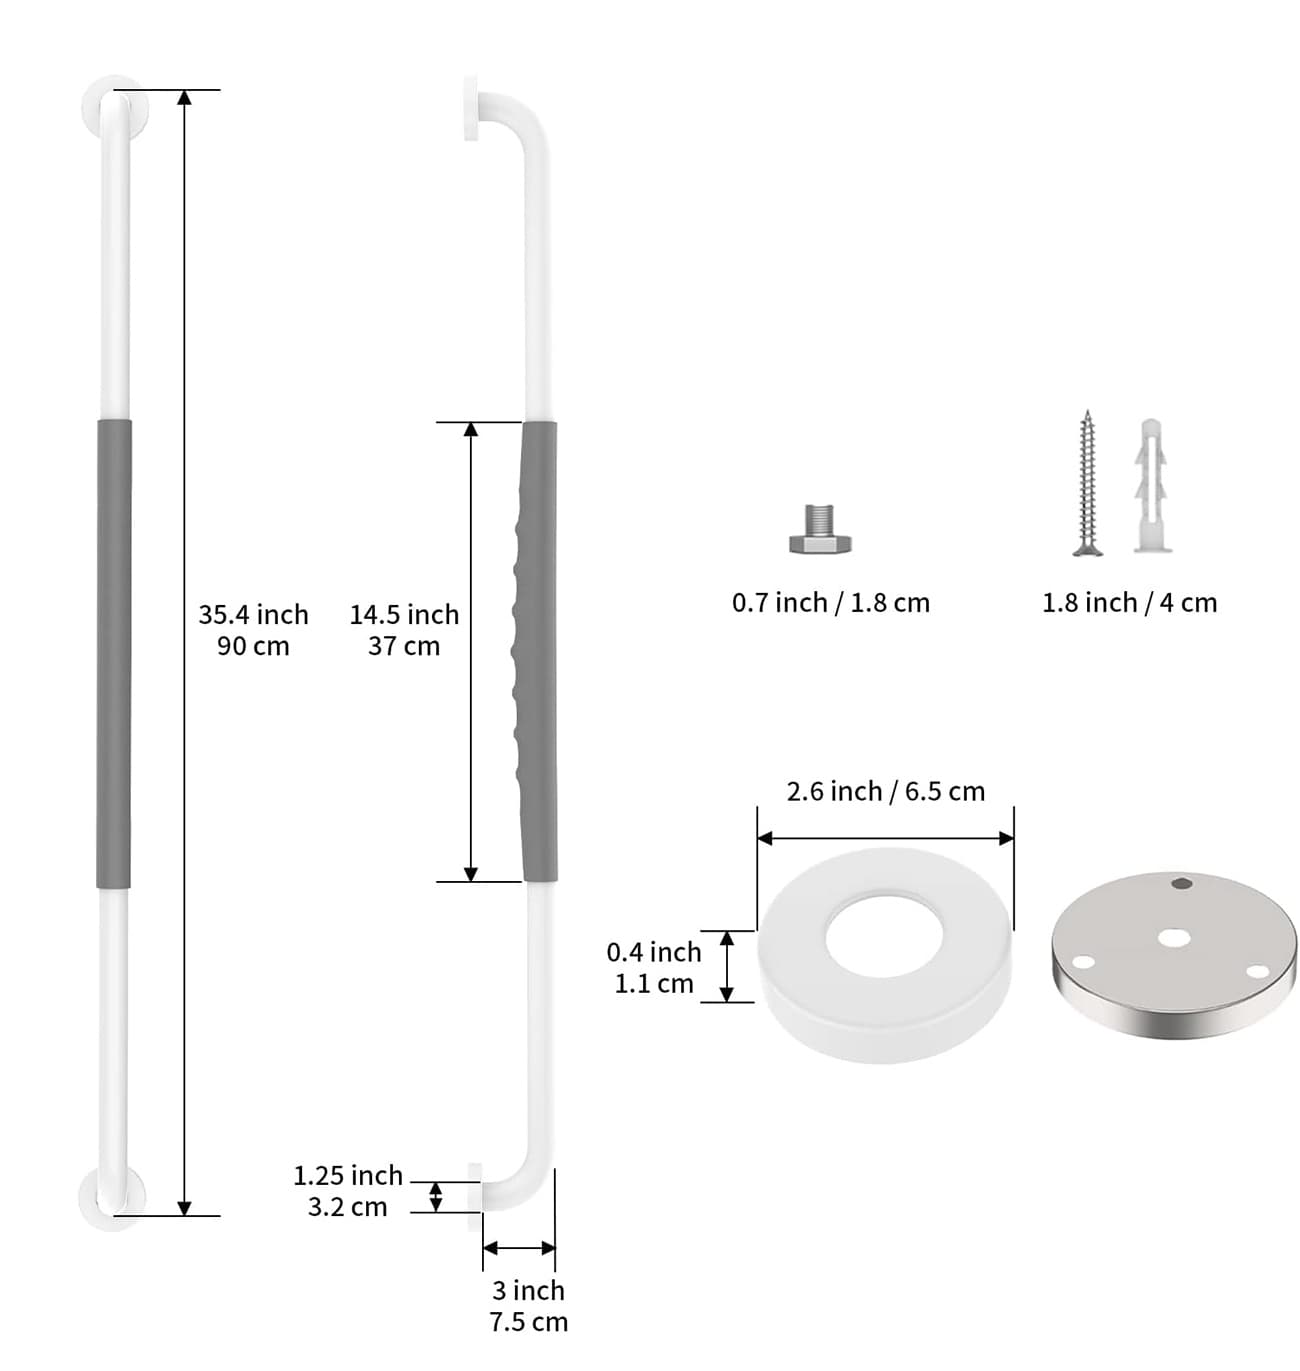 35.4 inch
90 cm
14.5 inch
37 cm
0.7 inch / 1.8 cm
1.8 inch / 4 cm
2.6 inch / 6.5 cm
0.4 inch
1.1 cm
1.25 inch
3.2 cm
3 inch
7.5 cm